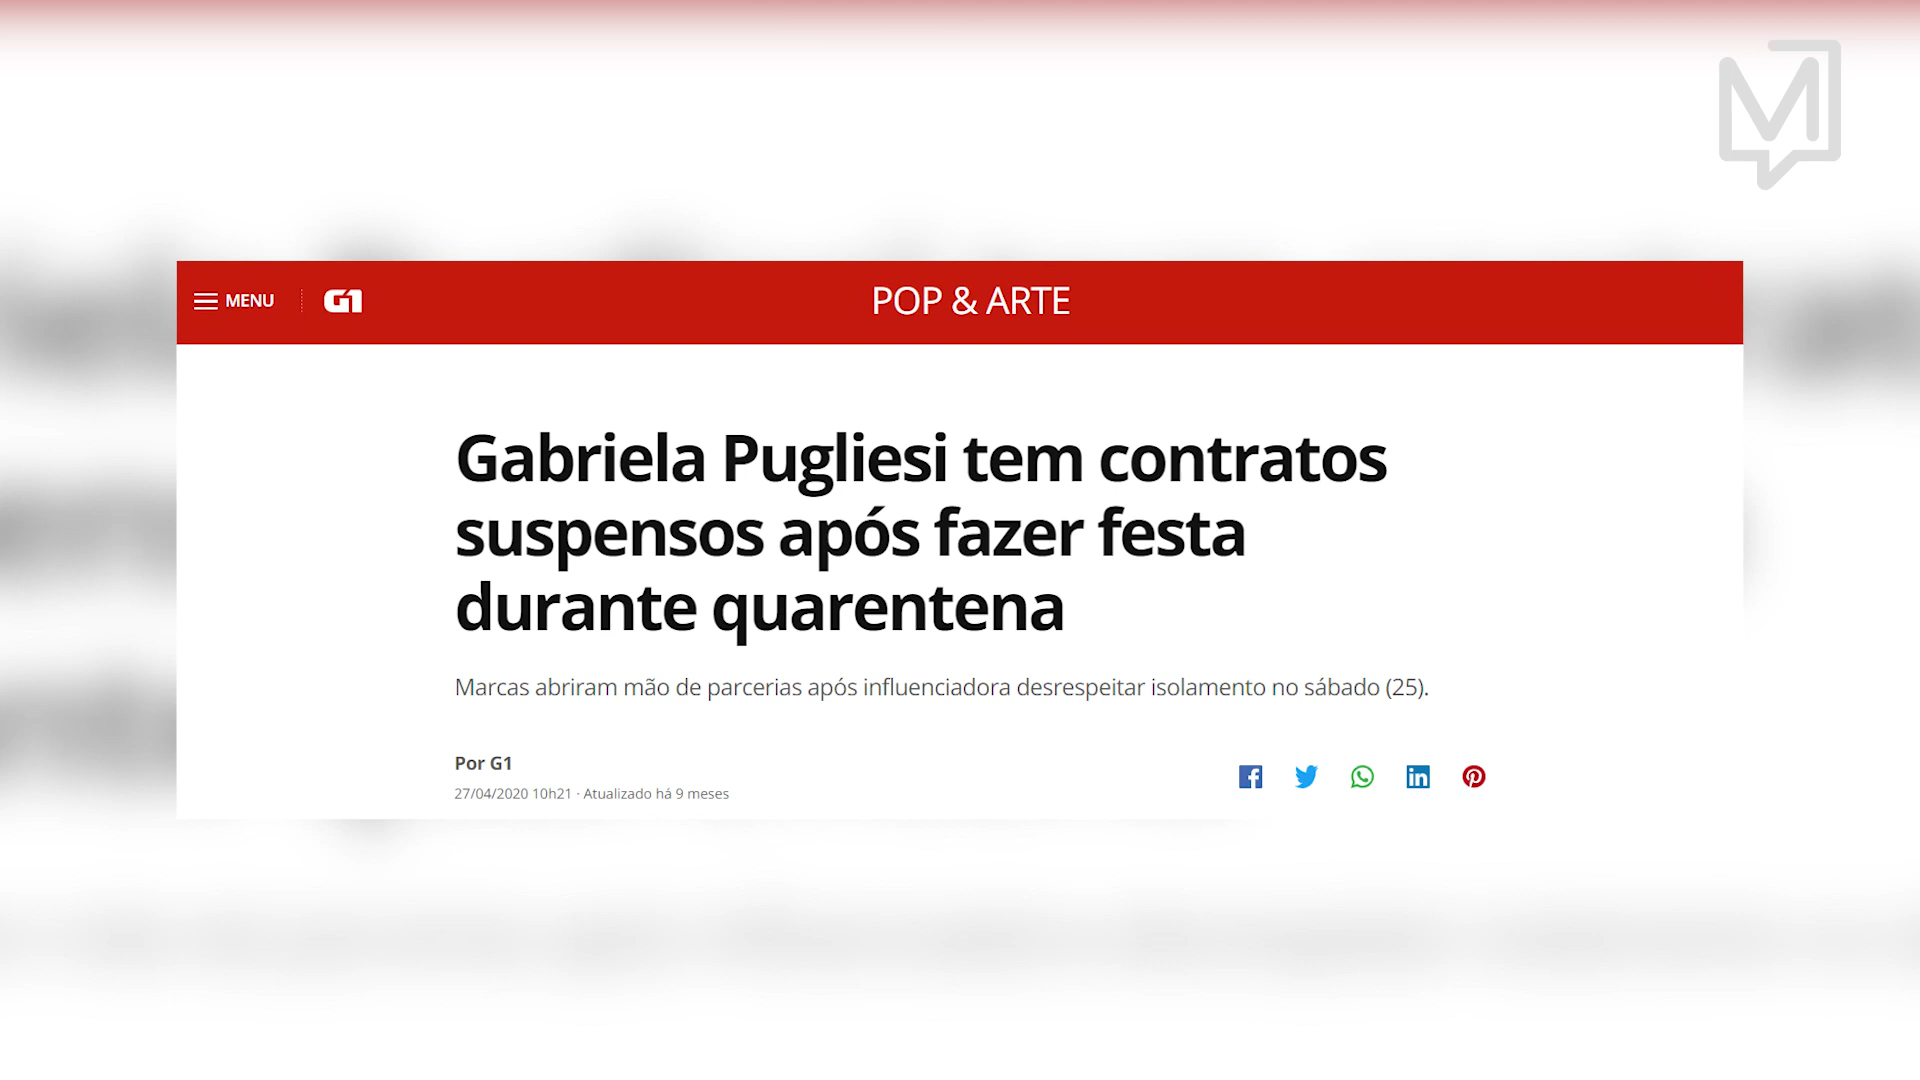 MENU
G1
POP & ARTE
Gabriela Pugliesi tem contratos
suspensos após fazer festa
durante quarentena
Marcas abriram mão de parcerias após influenciadora desrespeitar isolamento no sábado (25).
Por G1
27/04/2020 10h21 · Atualizado há 9 meses